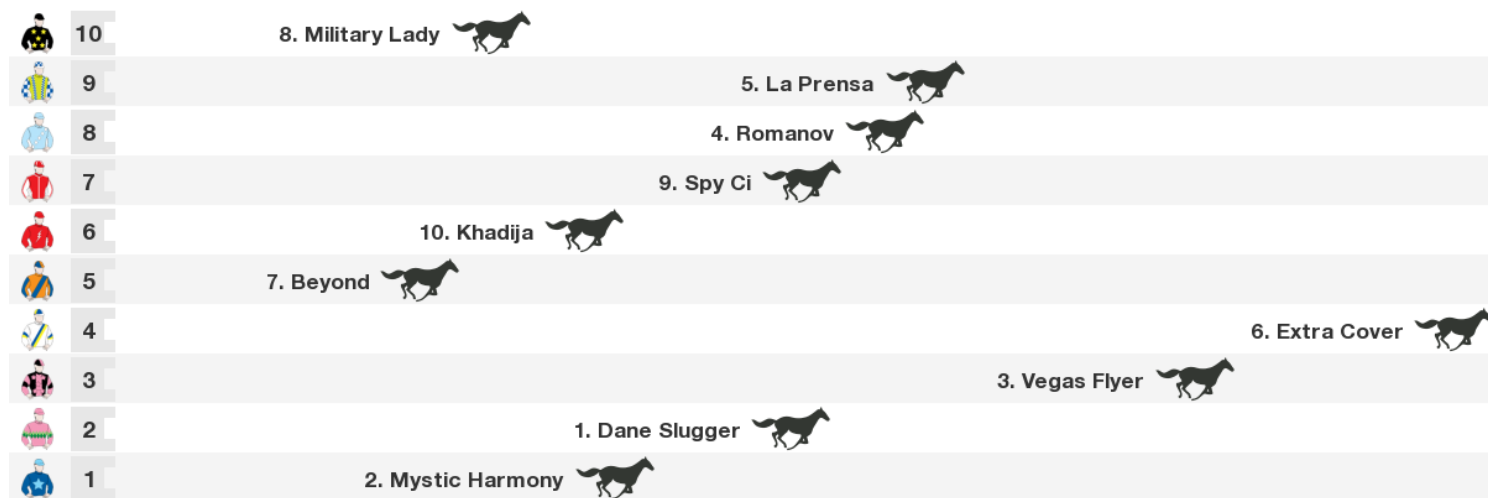 10 8. Military Lady
9 5. La Prensa
8 4. Romanov
7 9. Spy Ci
6 10. Khadija
5 7. Beyond
4 6. Extra Cover
3 3. Vegas Flyer
2 1. Dane Slugger
1 2. Mystic Harmony